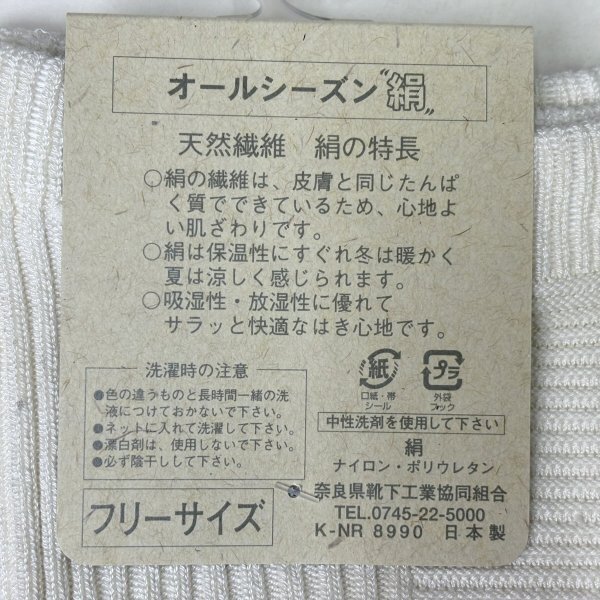 オールシーズン“絹„
天然繊維　絹の特長
○絹の繊維は、皮膚と同じたんぱ
く質でできているため、心地よ
い肌ざわりです。
○絹は保温性にすぐれ冬は暖かく
夏は涼しく感じられます。
○吸湿性・放湿性に優れて
サラッと快適なはき心地です。
洗濯時の注意
●色の違うものと長時間一緒の洗
液につけておかないで下さい。
●ネットに入れて洗濯して下さい。
●漂白剤は、使用しないで下さい。
●必ず陰干しして下さい。
フリーサイズ
紙
口紙・帯
シール
プラ
外袋
フック
中性洗剤を使用して下さい
絹
ナイロン・ポリウレタン
奈良県靴下工業協同組合
TEL.0745-22-5000
K-NR 8990 日本製